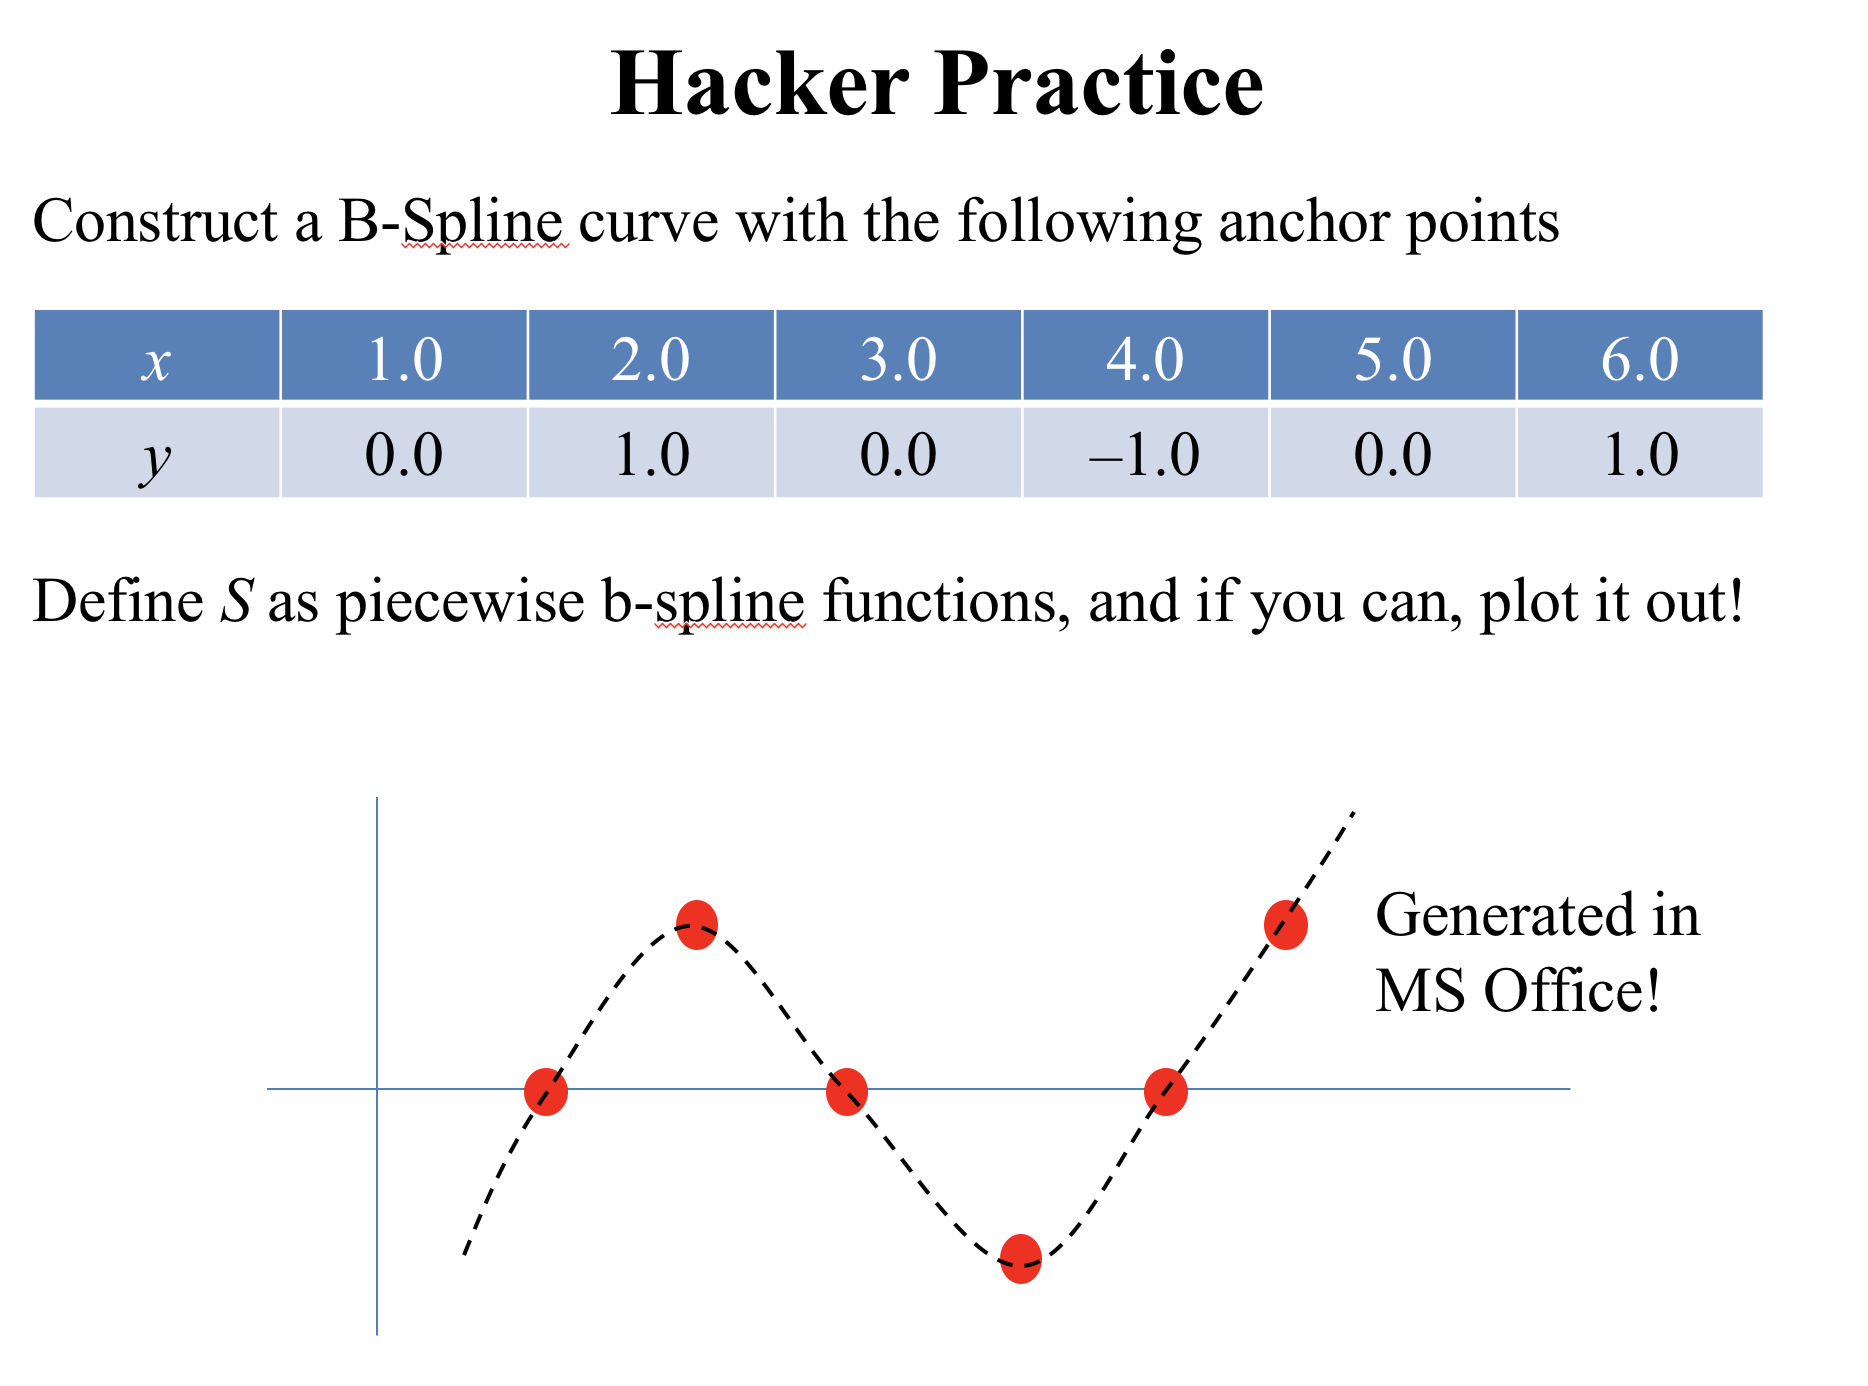 Hacker Practice
Construct a B-Spline curve with the following anchor points
x 1.0 2.0 3.0 4.0 5.0 6.0
y 0.0 1.0 0.0 –1.0 0.0 1.0
Define S as piecewise b-spline functions, and if you can, plot it out!
Generated in
MS Office!